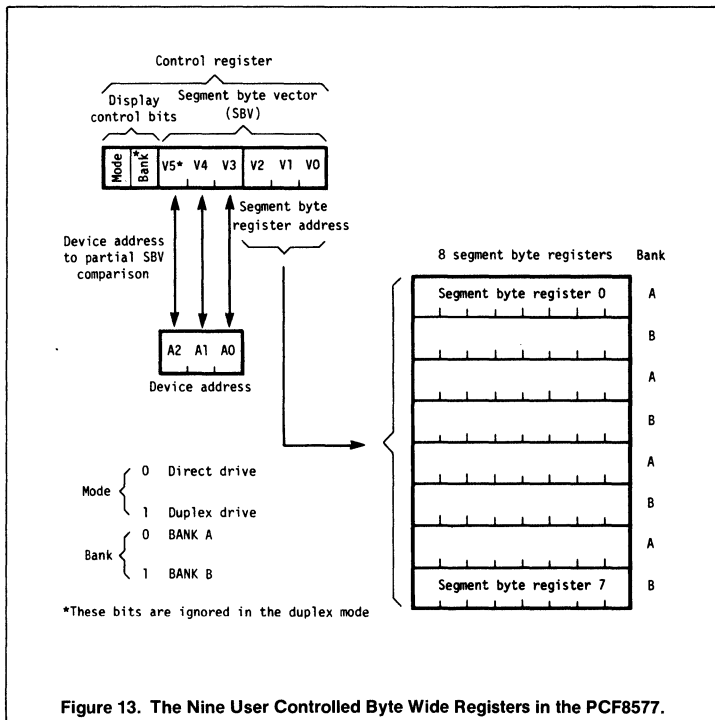 Control register
Display
control bits
Segment byte vector
(SBV)
Mode
*
Bank
V5* V4 V3 V2 V1 V0
Device address
to partial SBV
comparison
Segment byte
register address
A2 A1 A0
Device address
8 segment byte registers Bank
Segment byte register 0 A
B
A
B
A
B
A
Segment byte register 7 B
Mode
0 Direct drive
1 Duplex drive
Bank
0 BANK A
1 BANK B
*These bits are ignored in the duplex mode
Figure 13. The Nine User Controlled Byte Wide Registers in the PCF8577.